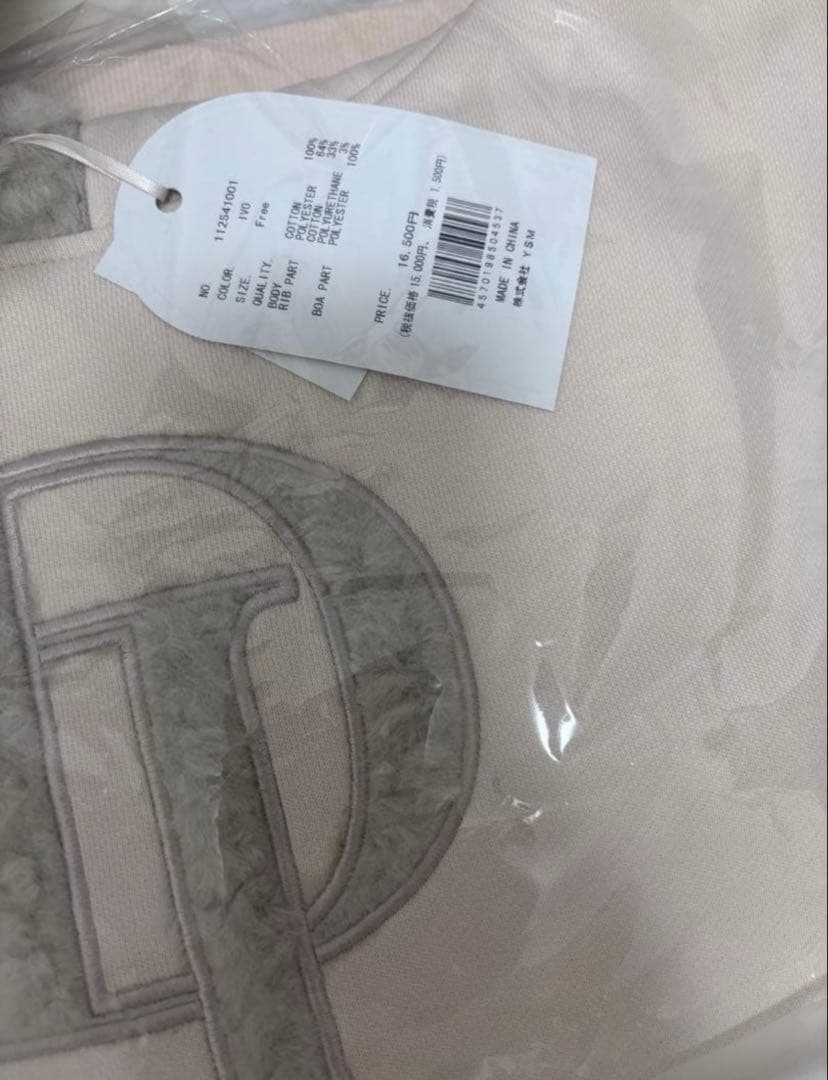 NO. 112541001
COLOR. IVO
SIZE. Free
QUALITY.
BODY COTTON 100%
RIB PART POLYESTER 64%
COTTON 33%
POLYURETHANE 3%
BOA PART POLYESTER 100%
PRICE. 16,500円
(税抜価格 15,000円、消費税 1,500円)
4570198504537
MADE IN CHINA
株式会社 YSM